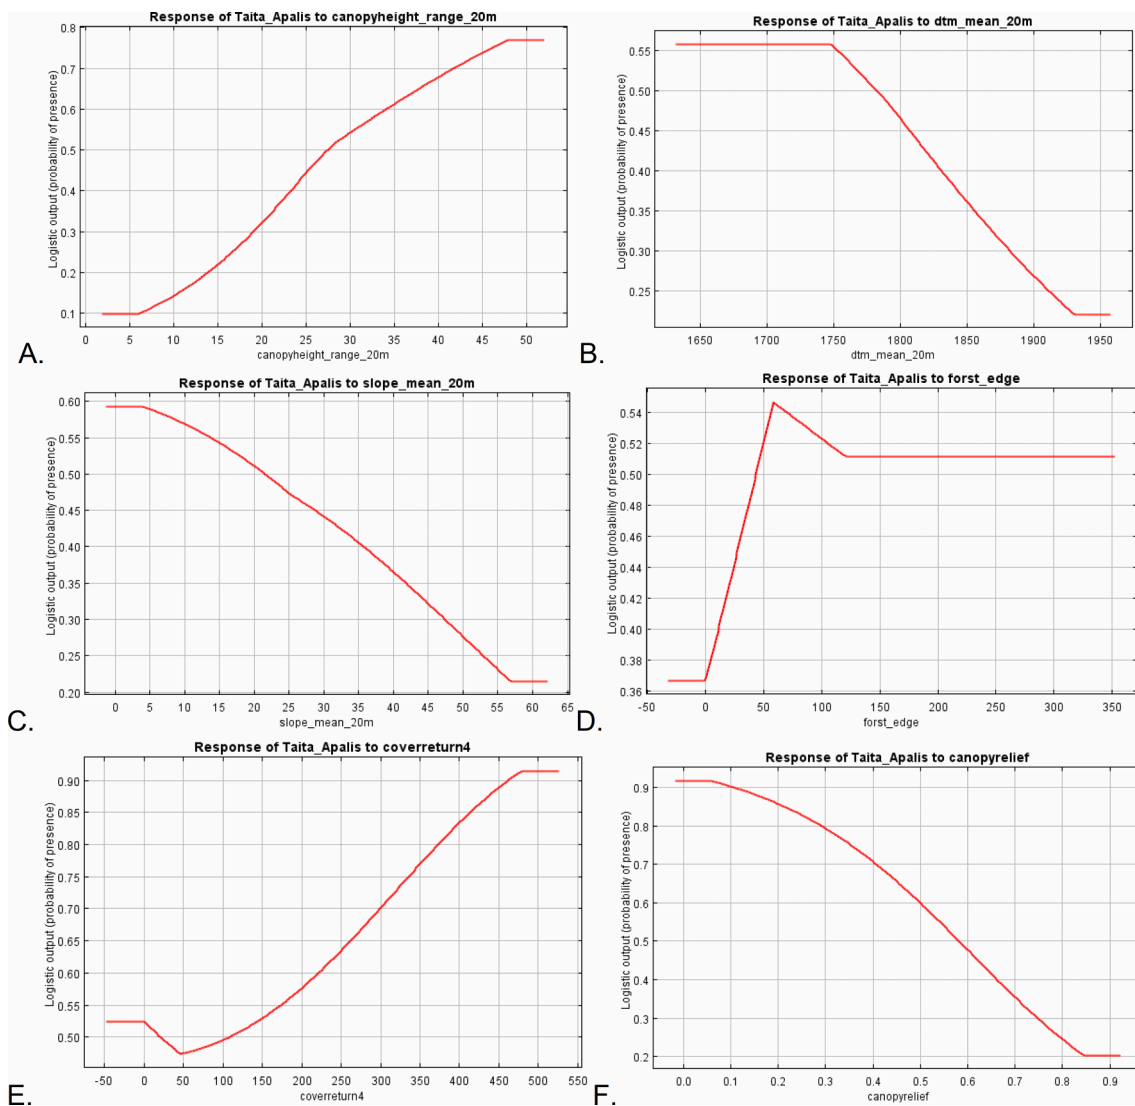 Response of Taita_Apalis to canopyheight_range_20m
Logistic output (probability of presence)
0.8
0.7
0.6
0.5
0.4
0.3
0.2
0.1
0 5 10 15 20 25 30 35 40 45 50
canopyheight_range_20m
A.
Response of Taita_Apalis to dtm_mean_20m
Logistic output (probability of presence)
0.55
0.50
0.45
0.40
0.35
0.30
0.25
1650 1700 1750 1800 1850 1900 1950
dtm_mean_20m
B.
Response of Taita_Apalis to slope_mean_20m
Logistic output (probability of presence)
0.60
0.55
0.50
0.45
0.40
0.35
0.30
0.25
0.20
0 5 10 15 20 25 30 35 40 45 50 55 60 65
slope_mean_20m
C.
Response of Taita_Apalis to forst_edge
Logistic output (probability of presence)
0.54
0.52
0.50
0.48
0.46
0.44
0.42
0.40
0.38
0.36
-50 0 50 100 150 200 250 300 350
forst_edge
D.
Response of Taita_Apalis to coverreturn4
Logistic output (probability of presence)
0.90
0.85
0.80
0.75
0.70
0.65
0.60
0.55
0.50
-50 0 50 100 150 200 250 300 350 400 450 500 550
coverreturn4
E.
Response of Taita_Apalis to canopyrelief
Logistic output (probability of presence)
0.9
0.8
0.7
0.6
0.5
0.4
0.3
0.2
0.0 0.1 0.2 0.3 0.4 0.5 0.6 0.7 0.8 0.9
canopyrelief
F.